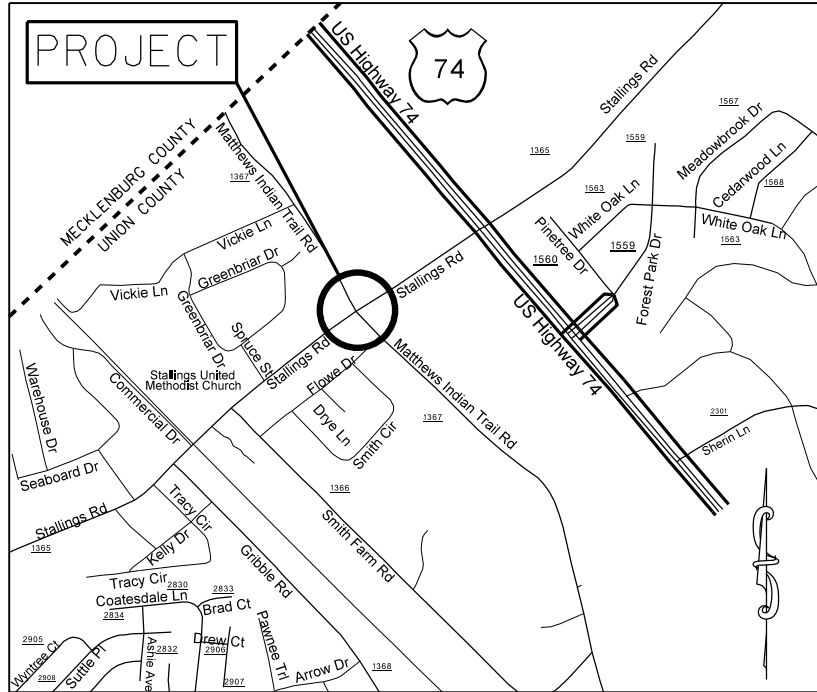 PROJECT
US Highway 74
74
Stallings Rd
1567
Meadowbrook Dr
1559
1365
Cedarwood Ln
1568
1563
White Oak Ln
White Oak Ln
1563
MECKLENBURG COUNTY
UNION COUNTY
Matthews Indian Trail Rd
1367
Vickie Ln
Greenbriar Dr
Vickie Ln
Greenbriar Dr
Spruce St
Stallings Rd
Pinetree Dr
1559
1560
Forest Park Dr
US Highway 74
Stallings Rd
Flowe Dr
Matthews Indian Trail Rd
1367
Drye Ln
Smith Cir
Stallings United
Methodist Church
Warehouse Dr
Commercial Dr
Seaboard Dr
Stallings Rd
1365
2301
Sherin Ln
1366
Smith Farm Rd
Tracy Cir
Kelly Dr
Gribble Rd
Tracy Cir
Coatesdale Ln
2830
2833
2834
Brad Ct
Drew Ct
2906
2907
Pawnee Trl
Arrow Dr
1368
2905
Wyntree Ct
2908
Suttle Pl
Ashie Ave
2832